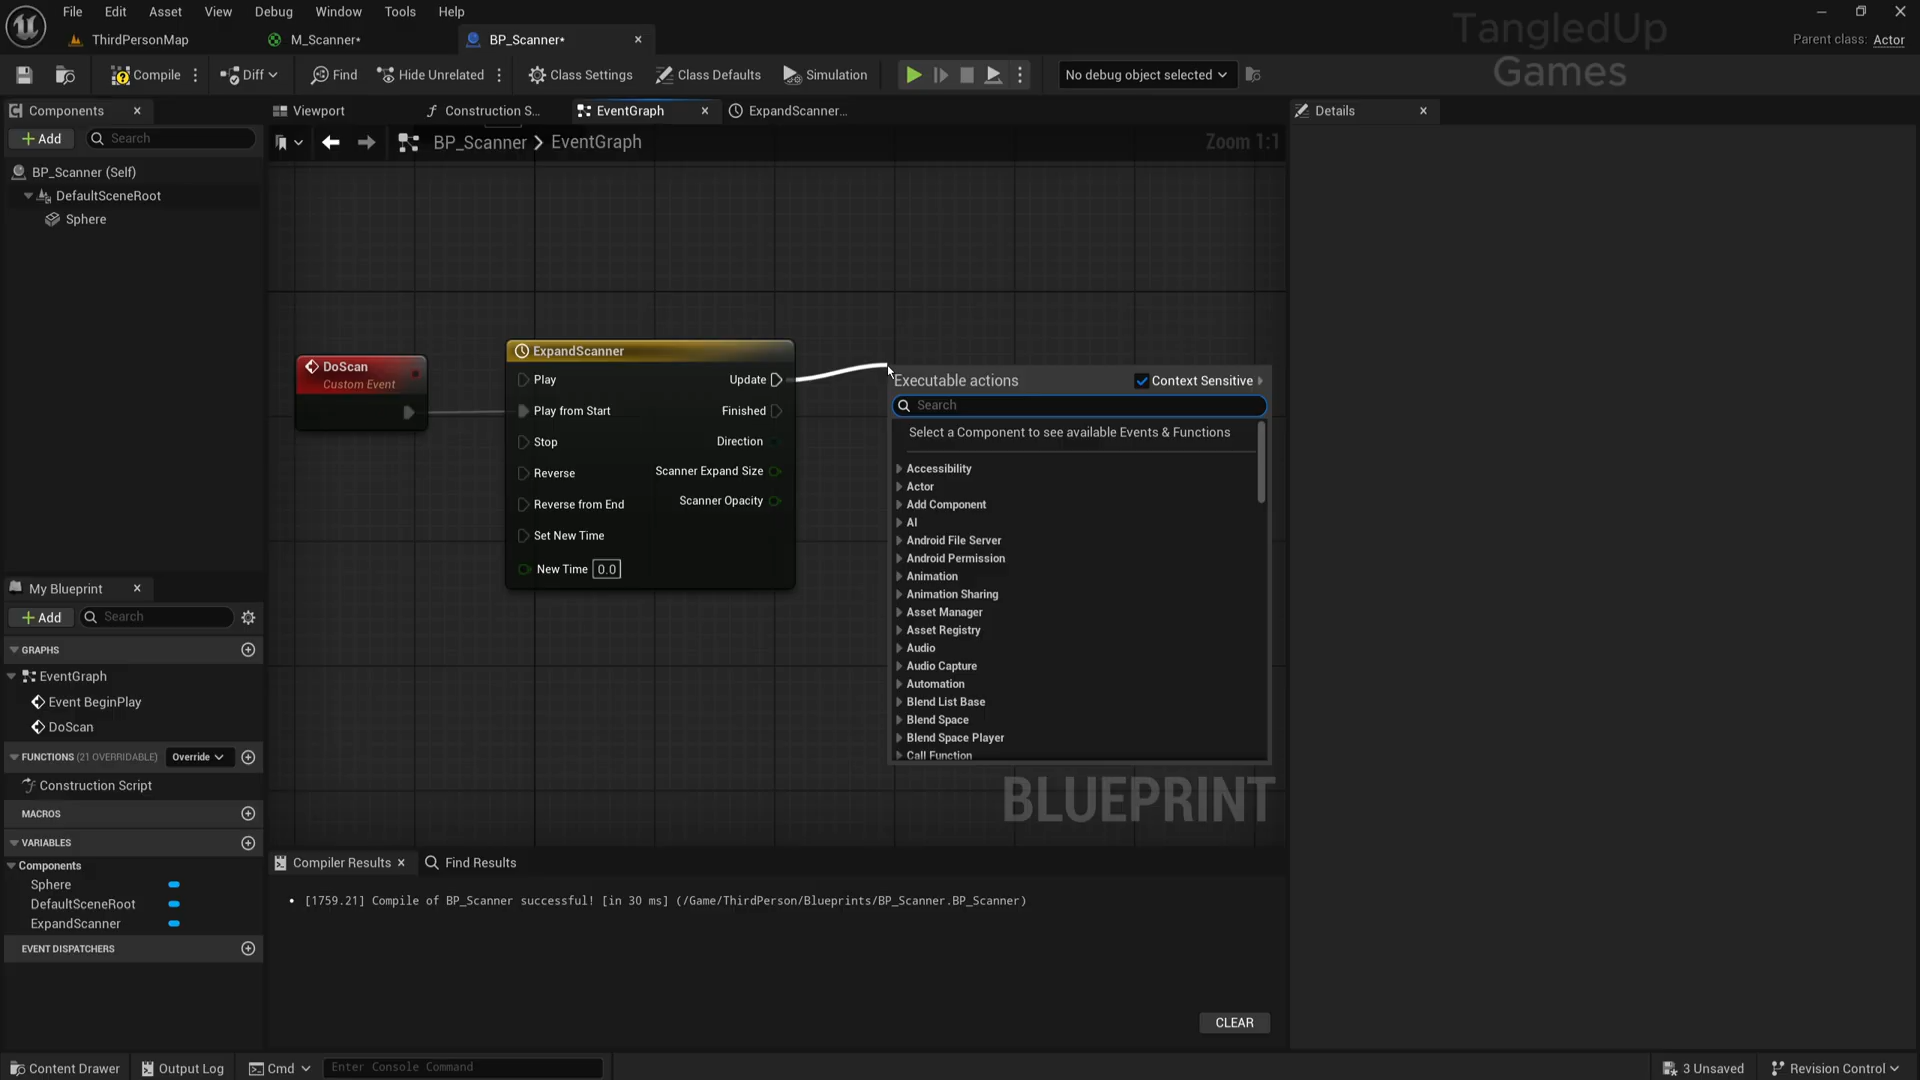 File Edit Asset View Debug Window Tools Help
ThirdPersonMap M_Scanner* BP_Scanner*
TangledUp
Games
Parent class: Actor
Compile Diff Find Hide Unrelated Class Settings Class Defaults Simulation No debug object selected
Components
Add Search
BP_Scanner (Self)
DefaultSceneRoot
Sphere
My Blueprint
Add Search
GRAPHS
EventGraph
Event BeginPlay
DoScan
FUNCTIONS (21 OVERRIDABLE) Override
Construction Script
MACROS
VARIABLES
Components
Sphere
DefaultSceneRoot
ExpandScanner
EVENT DISPATCHERS
Viewport Construction S... EventGraph ExpandScanner...
BP_Scanner > EventGraph Zoom 1:1
DoScan
Custom Event
ExpandScanner
Play Update
Play from Start Finished
Stop Direction
Reverse Scanner Expand Size
Reverse from End Scanner Opacity
Set New Time
New Time 0.0
Executable actions Context Sensitive
Search
Select a Component to see available Events & Functions
Accessibility
Actor
Add Component
AI
Android File Server
Android Permission
Animation
Animation Sharing
Asset Manager
Asset Registry
Audio
Audio Capture
Automation
Blend List Base
Blend Space
Blend Space Player
Call Function
BLUEPRINT
Compiler Results Find Results
[1759.21] Compile of BP_Scanner successful! [in 30 ms] (/Game/ThirdPerson/Blueprints/BP_Scanner.BP_Scanner)
CLEAR
Details
Content Drawer Output Log Cmd Enter Console Command 3 Unsaved Revision Control